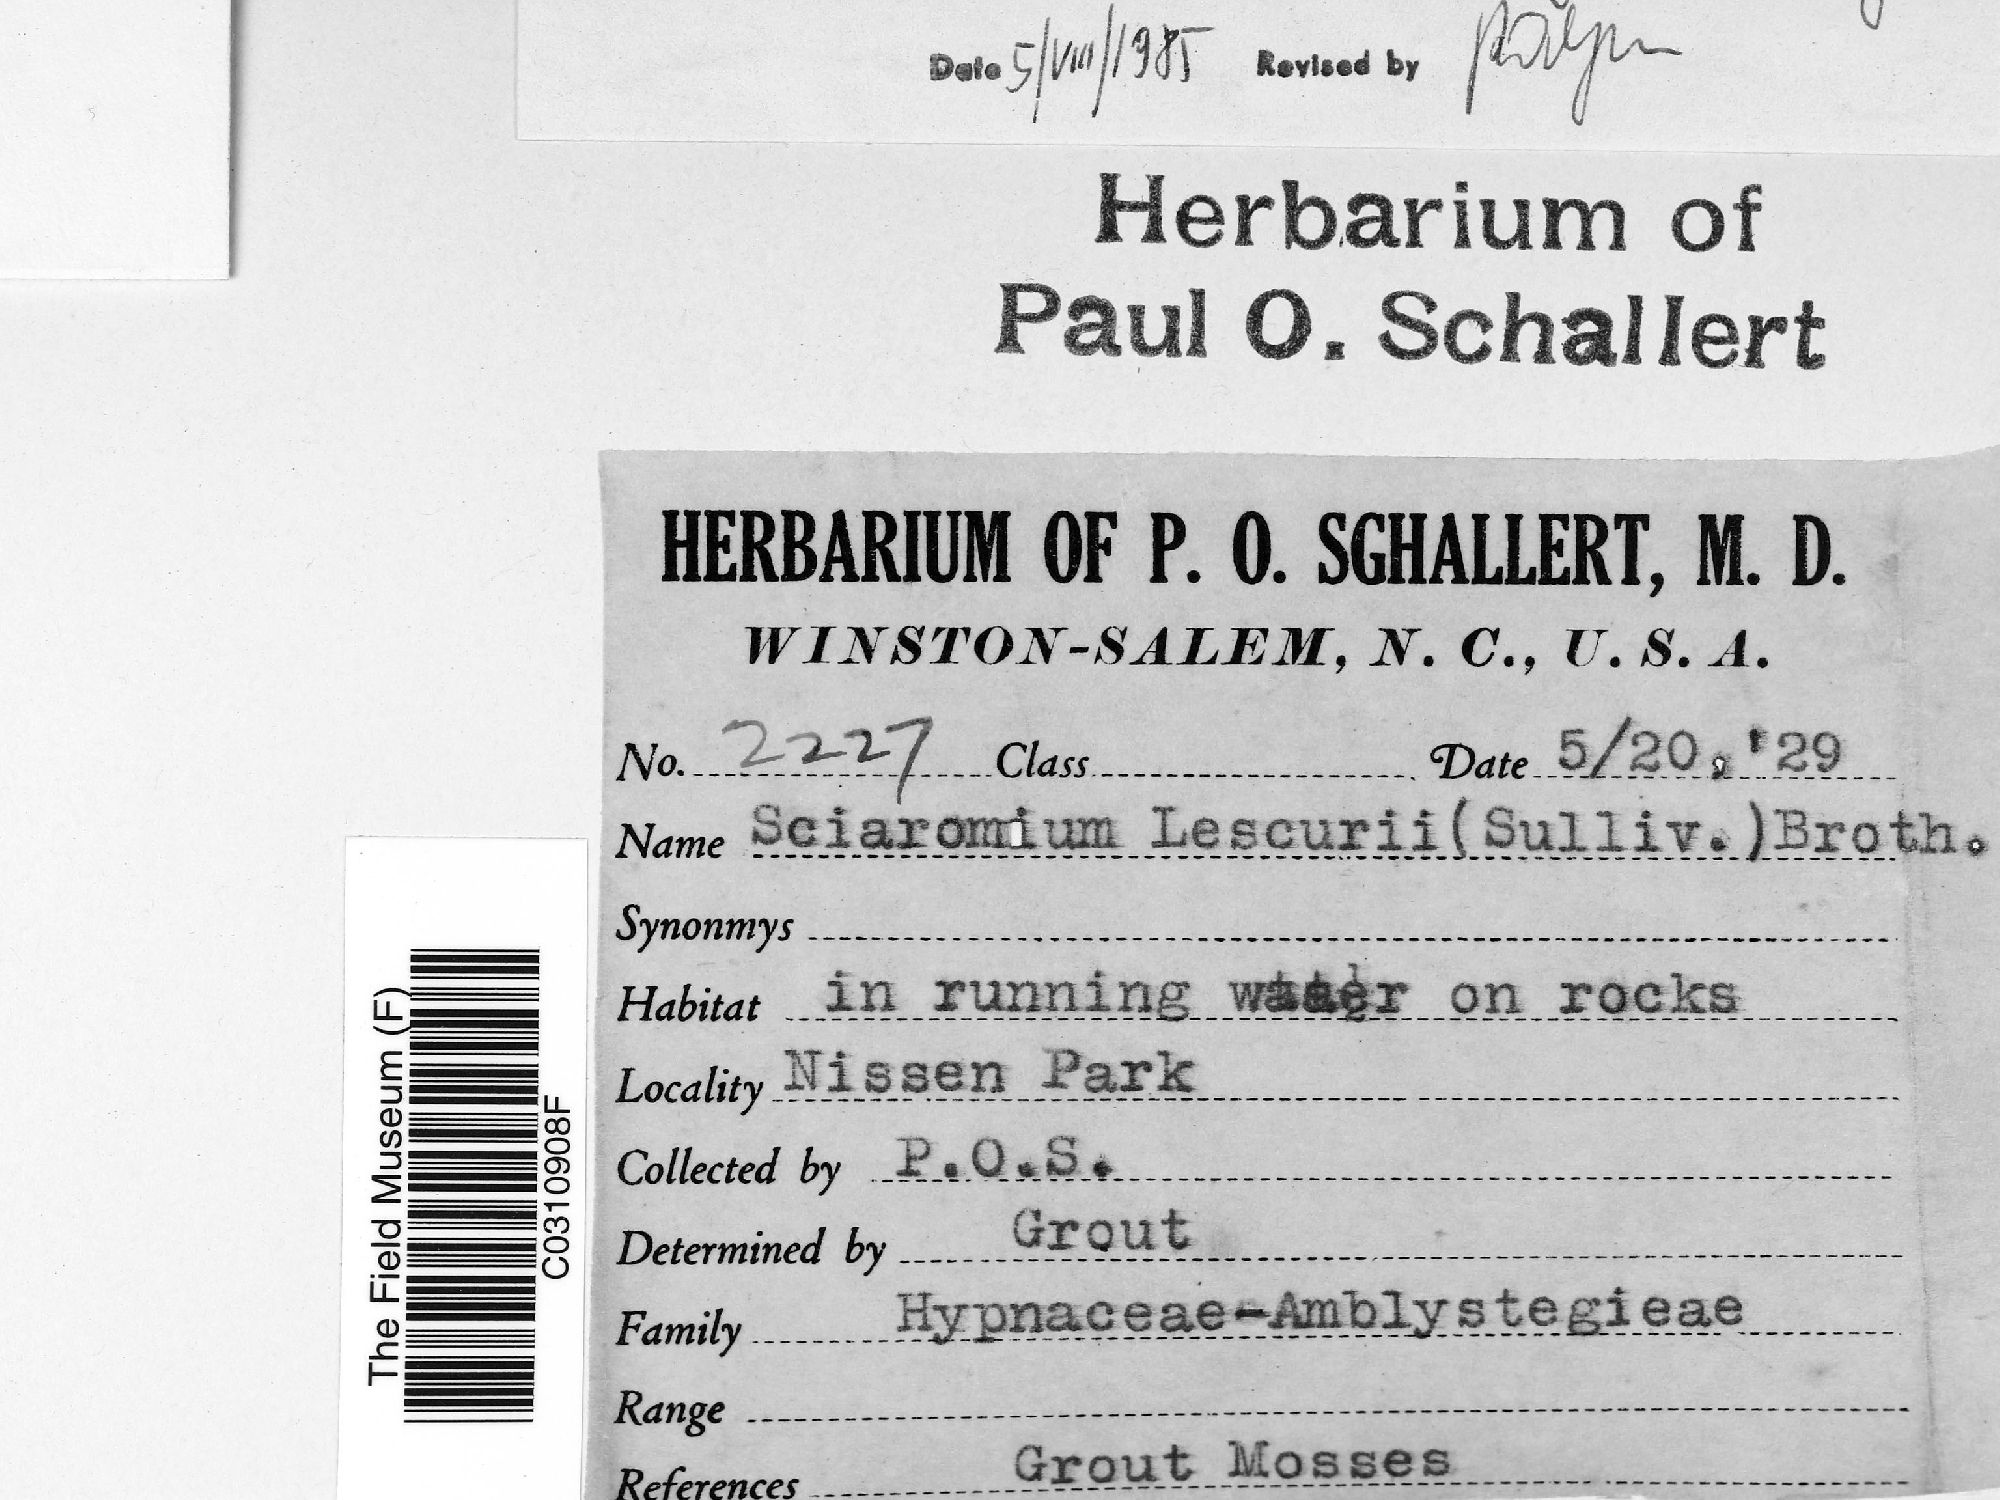 Date 5/VIII/1985 Revised by
Herbarium of
Paul O. Schallert
HERBARIUM OF P. O. SGHALLERT, M. D.
WINSTON-SALEM, N. C., U. S. A.
No. 2227 Class Date 5/20, '29
Name Sciaromium Lescurii(Sulliv.)Broth.
Synonmys
Habitat in running water on rocks
Locality Nissen Park
Collected by P.O.S.
Determined by Grout
Family Hypnaceae-Amblystegieae
Range
References Grout Mosses
The Field Museum (F)
C0310908F